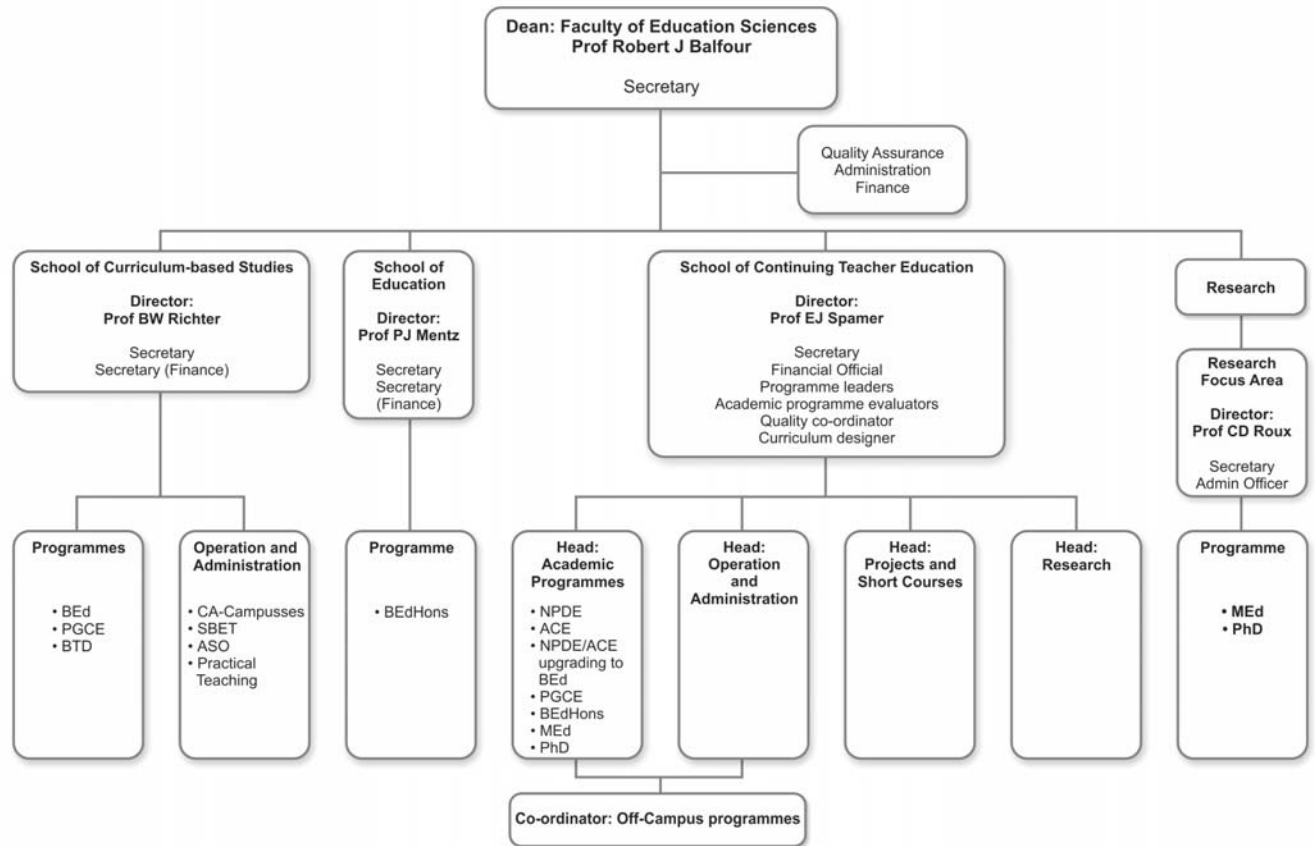 Dean: Faculty of Education Sciences
Prof Robert J Balfour
Secretary
Quality Assurance
Administration
Finance
School of Curriculum-based Studies
Director:
Prof BW Richter
Secretary
Secretary (Finance)
School of
Education
Director:
Prof PJ Mentz
Secretary
Secretary
(Finance)
School of Continuing Teacher Education
Director:
Prof EJ Spamer
Secretary
Financial Official
Programme leaders
Academic programme evaluators
Quality co-ordinator
Curriculum designer
Research
Research
Focus Area
Director:
Prof CD Roux
Secretary
Admin Officer
Programmes
• BEd
• PGCE
• BTD
Operation and
Administration
• CA-Campusses
• SBET
• ASO
• Practical
Teaching
Programme
• BEdHons
Head:
Academic
Programmes
• NPDE
• ACE
• NPDE/ACE
upgrading to
BEd
• PGCE
• BEdHons
• MEd
• PhD
Head:
Operation
and
Administration
Head:
Projects and
Short Courses
Head:
Research
Programme
• MEd
• PhD
Co-ordinator: Off-Campus programmes